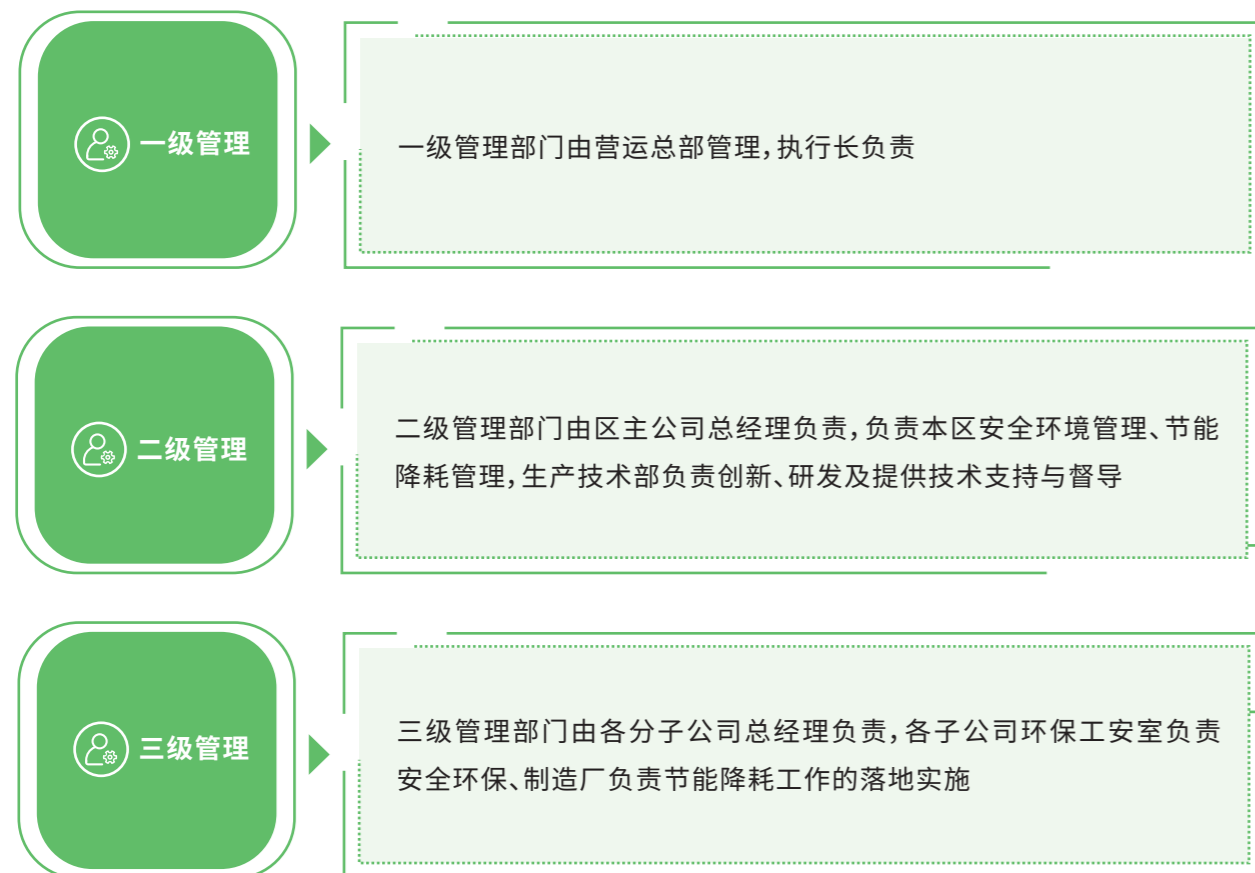 一级管理
一级管理部门由营运总部管理，执行长负责
二级管理
二级管理部门由区主公司总经理负责，负责本区安全环境管理、节能
降耗管理，生产技术部负责创新、研发及提供技术支持与督导
三级管理
三级管理部门由各分子公司总经理负责，各子公司环保工安室负责
安全环保、制造厂负责节能降耗工作的落地实施